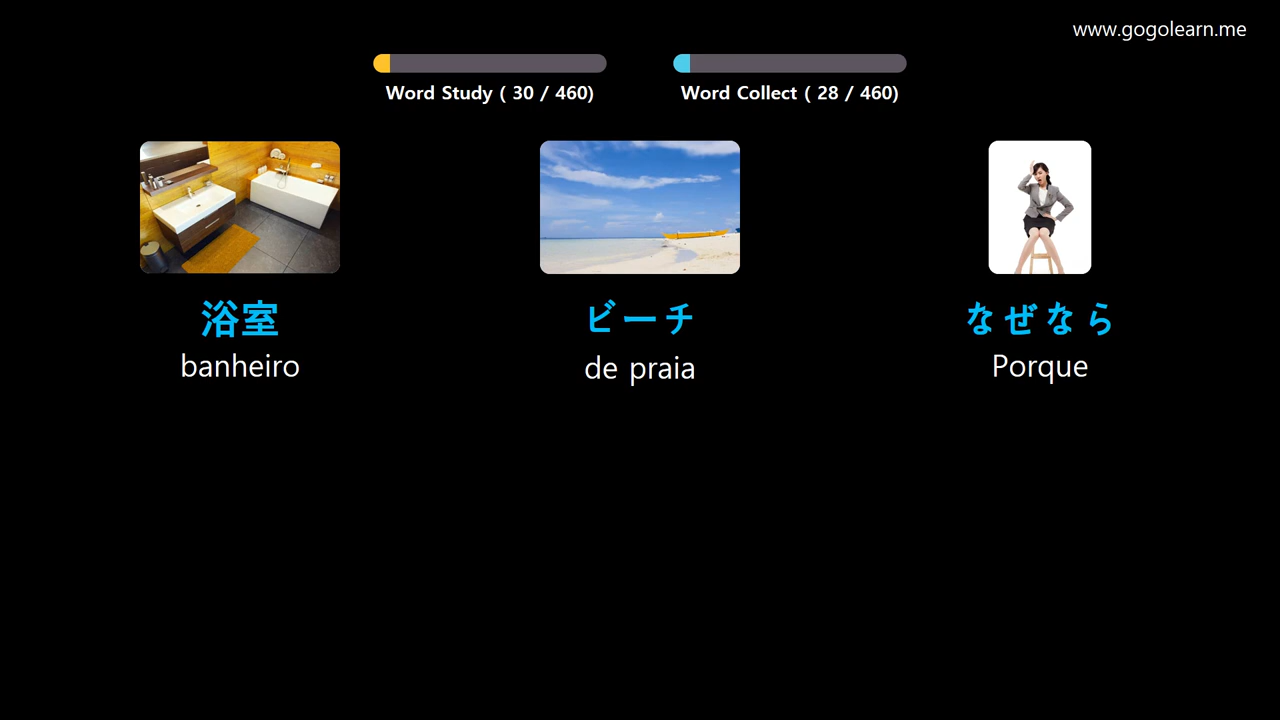 www.gogolearn.me
Word Study ( 30 / 460)
Word Collect ( 28 / 460)
浴室
banheiro
ビーチ
de praia
なぜなら
Porque